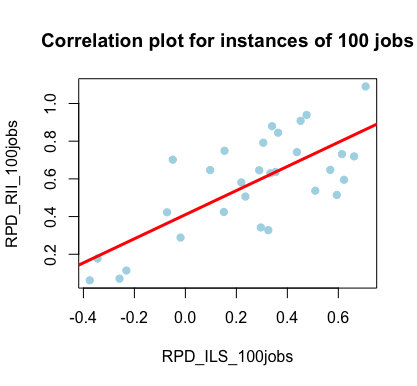 Correlation plot for instances of 100 jobs
RPD_RII_100jobs
1.0
0.8
0.6
0.4
0.2
-0.4 -0.2 0.0 0.2 0.4 0.6
RPD_ILS_100jobs